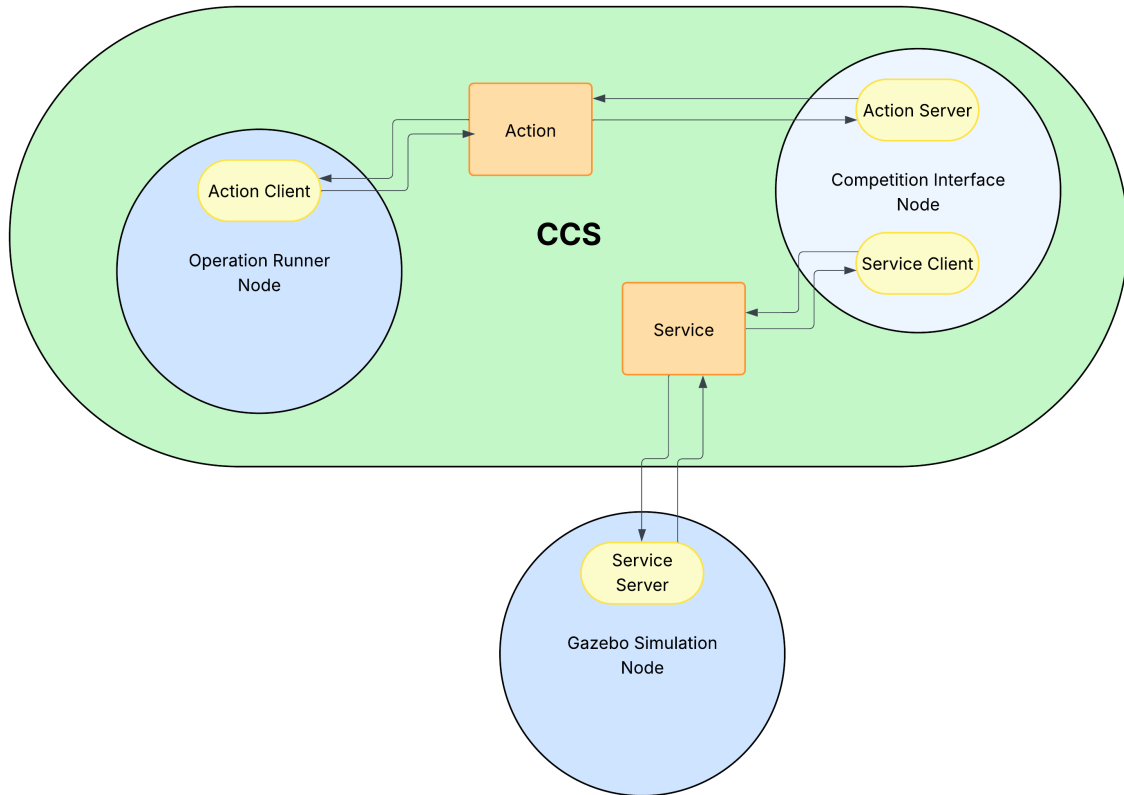 Action Server
Action
Competition Interface
Node
Action Client
CCS
Operation Runner
Node
Service Client
Service
Service
Server
Gazebo Simulation
Node